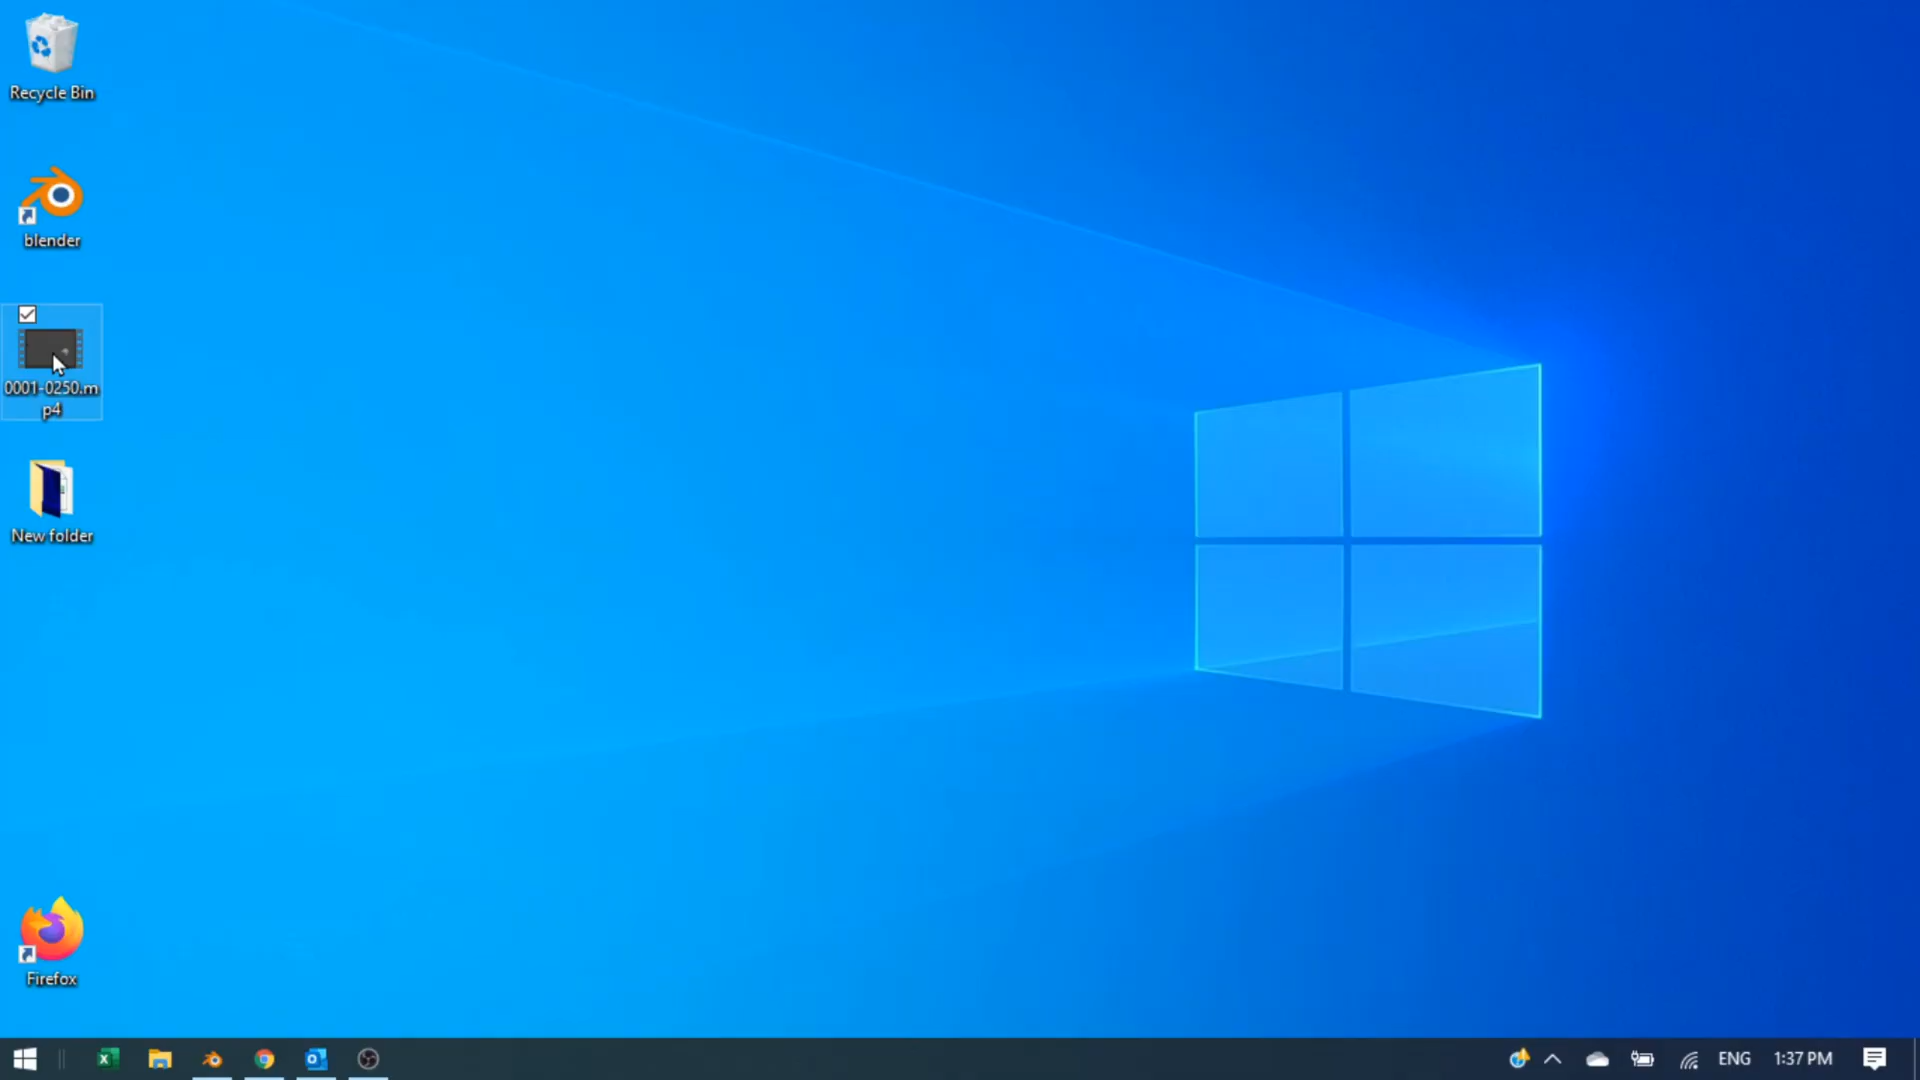 Recycle Bin
blender
0001-0250.m
p4
New folder
Firefox
ENG
1:37 PM